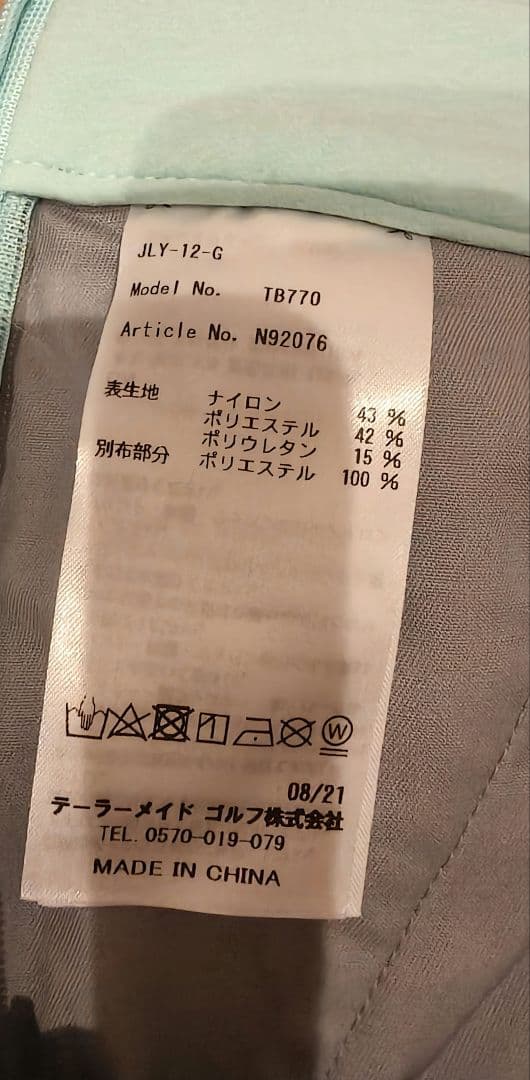 JLY-12-G
Model No. TB770
Article No. N92076
表生地 ナイロン 43 %
ポリエステル 42 %
ポリウレタン 15 %
別布部分 ポリエステル 100 %
W
08/21
テーラーメイド ゴルフ株式会社
TEL. 0570-019-079
MADE IN CHINA